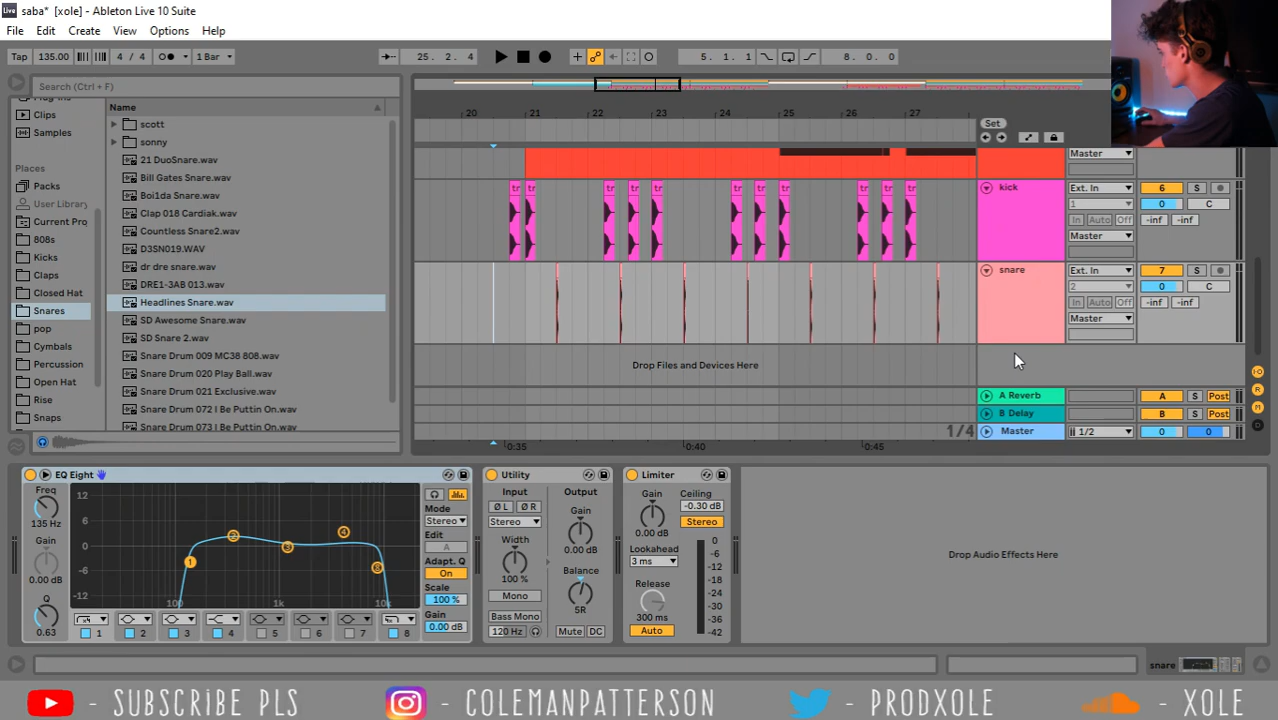 Live saba* [xole] - Ableton Live 10 Suite
File Edit Create View Options Help
Tap 135.00 4 / 4 1 Bar 25. 2. 4 5. 1. 1 8. 0. 0
Search (Ctrl + F)
Clips
Samples
Places
Packs
User Library
Current Pro
808s
Kicks
Claps
Closed Hat
Snares
pop
Cymbals
Percussion
Open Hat
Rise
Snaps
Name
scott
sonny
21 DuoSnare.wav
Bill Gates Snare.wav
Boi1da Snare.wav
Clap 018 Cardiak.wav
Countless Snare2.wav
D3SN019.WAV
dr dre snare.wav
DRE1-3AB 013.wav
Headlines Snare.wav
SD Awesome Snare.wav
SD Snare 2.wav
Snare Drum 009 MC38 808.wav
Snare Drum 020 Play Ball.wav
Snare Drum 021 Exclusive.wav
Snare Drum 072 I Be Puttin On.wav
Snare Drum 073 I Be Puttin On.wav
20 21 22 23 24 25 26 27
Set
Master
tr tr tr tr tr tr tr tr tr tr tr
kick Ext. In 6 S
1 0 C
In Auto Off -inf -inf
Master
snare Ext. In 7 S
2 0 C
In Auto Off -inf -inf
Master
Drop Files and Devices Here
A Reverb A S Post
B Delay B S Post
1/4 Master 1/2 0 0
0:35 0:40 0:45
EQ Eight
Freq
135 Hz
Gain
0.00 dB
Q
0.63
12
6
0
-6
-12
100 1k 10k
1 2 3 4 8
1 2 3 4 5 6 7 8
Mode
Stereo
Edit
A
Adapt. Q
On
Scale
100 %
Gain
0.00 dB
Utility
Input Output
Ø L Ø R Gain
Stereo
Width 0.00 dB
100 % Balance
Mono
Bass Mono 5R
120 Hz Mute DC
Limiter
Gain Ceiling
-0.30 dB
0.00 dB Stereo
Lookahead
3 ms
Release
300 ms
Auto
0
-6
-12
-18
-24
-30
-36
-42
Drop Audio Effects Here
snare
- SUBSCRiBE PLS - COLEMANPATTERSON - PRODXOLE - XOLE